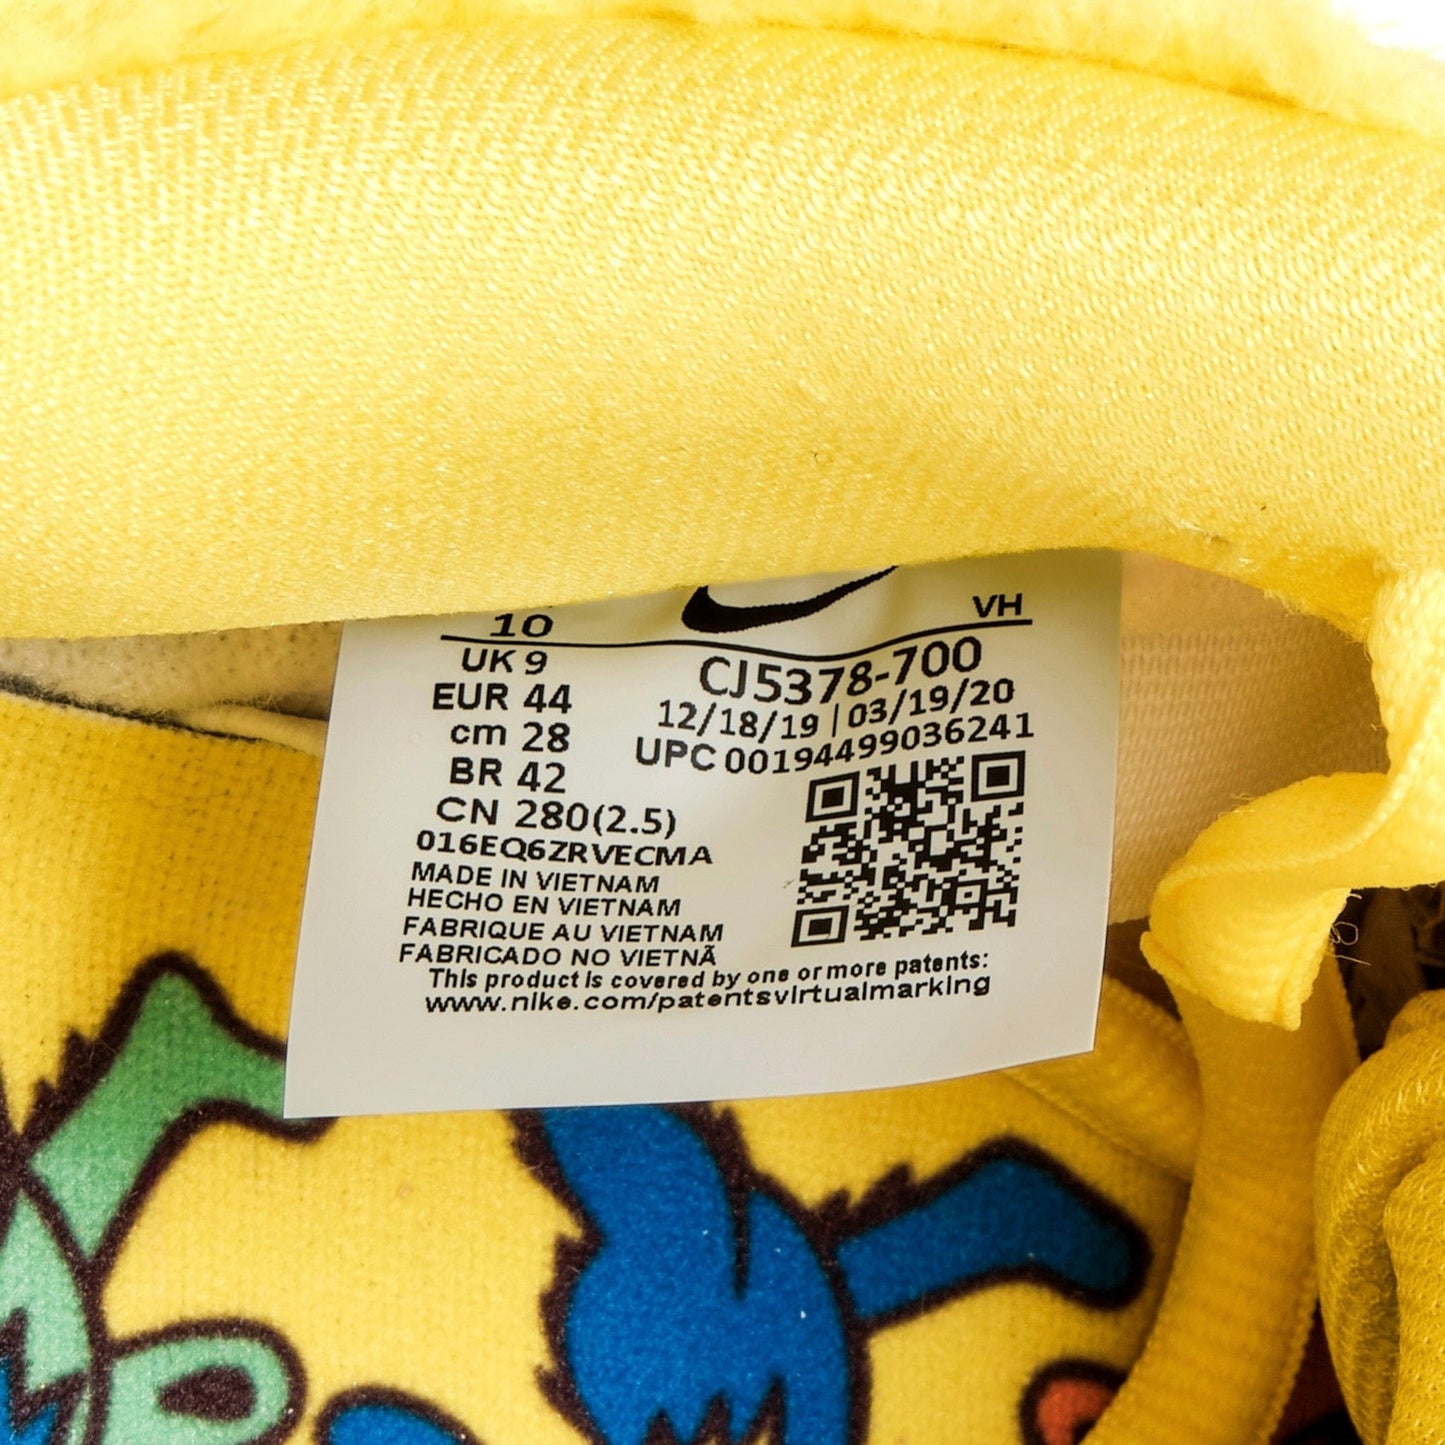 10
VH
UK 9
CJ5378-700
EUR 44
12/18/19 | 03/19/20
cm 28
UPC 00194499036241
BR 42
CN 280(2.5)
016EQ6ZRVECMA
MADE IN VIETNAM
HECHO EN VIETNAM
FABRIQUE AU VIETNAM
FABRICADO NO VIETNÃ
This product is covered by one or more patents:
www.nike.com/patentsvirtualmarking